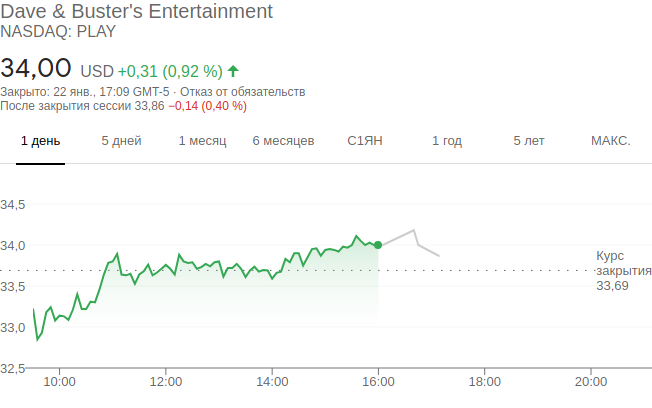 Dave & Buster's Entertainment
NASDAQ: PLAY
34,00 USD +0,31 (0,92 %)
Закрыто: 22 янв., 17:09 GMT-5 · Отказ от обязательств
После закрытия сессии 33,86 −0,14 (0,40 %)
1 день 5 дней 1 месяц 6 месяцев С1ЯН 1 год 5 лет МАКС.
34,5
34,0
Курс
закрытия
33,69
33,5
33,0
32,5
10:00 12:00 14:00 16:00 18:00 20:00